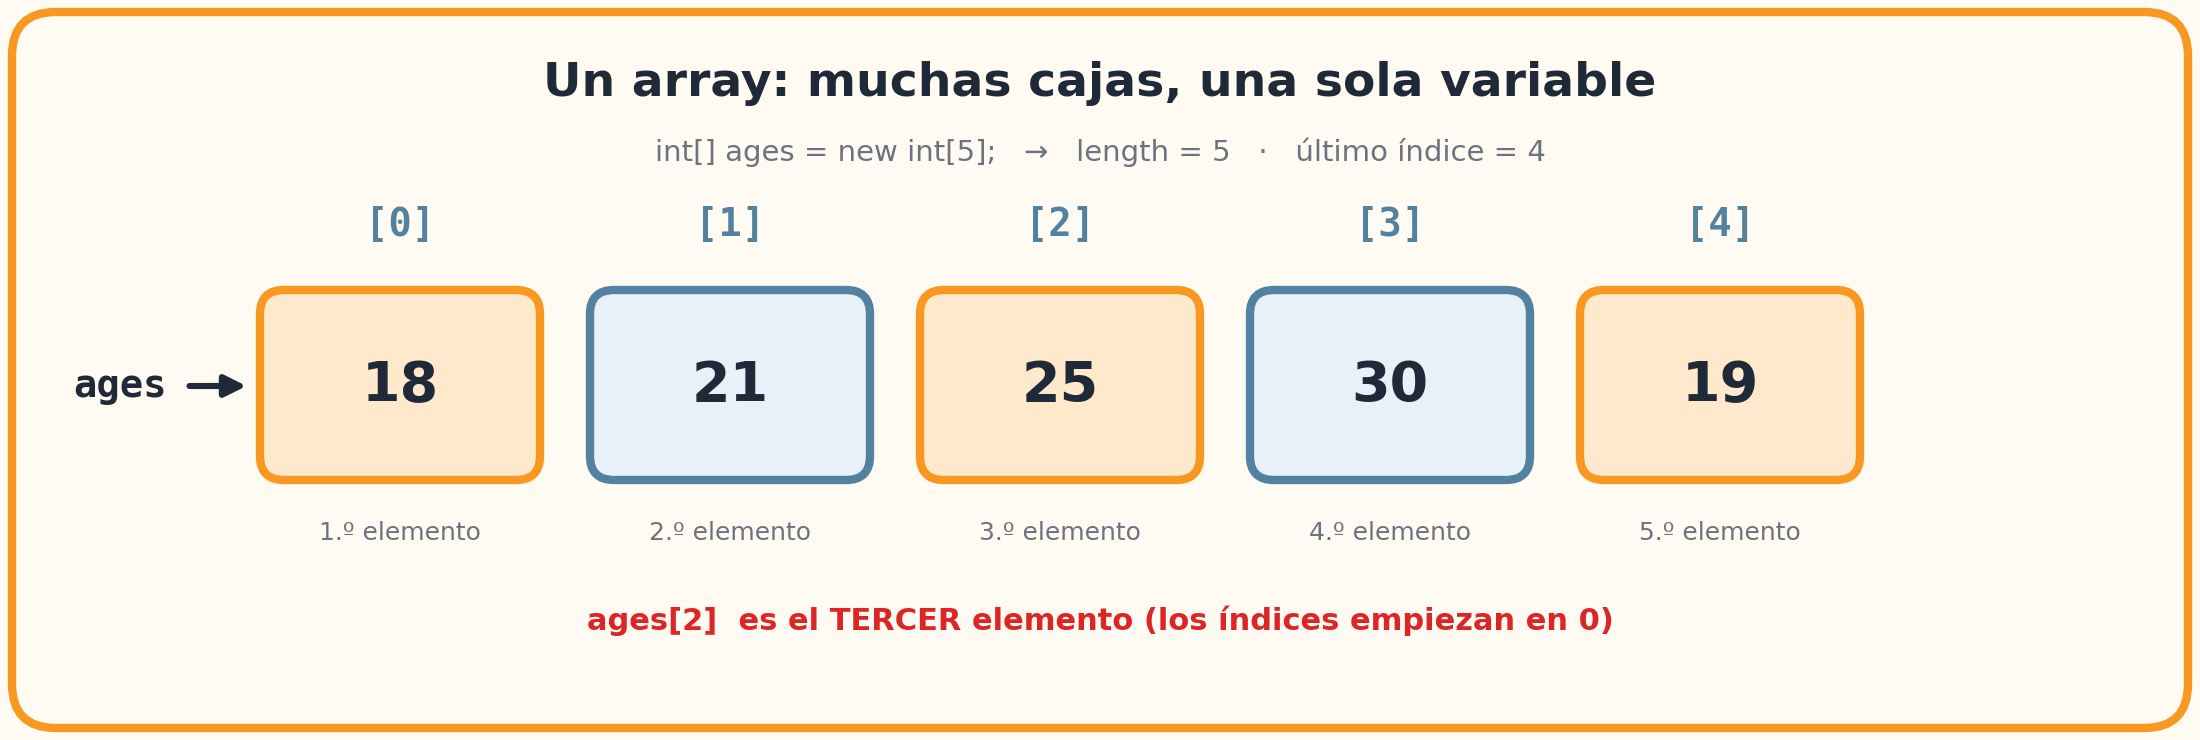 Un array: muchas cajas, una sola variable
int[] ages = new int[5]; → length = 5 · último índice = 4
[0] [1] [2] [3] [4]
ages 18 21 25 30 19
1.º elemento 2.º elemento 3.º elemento 4.º elemento 5.º elemento
ages[2] es el TERCER elemento (los índices empiezan en 0)